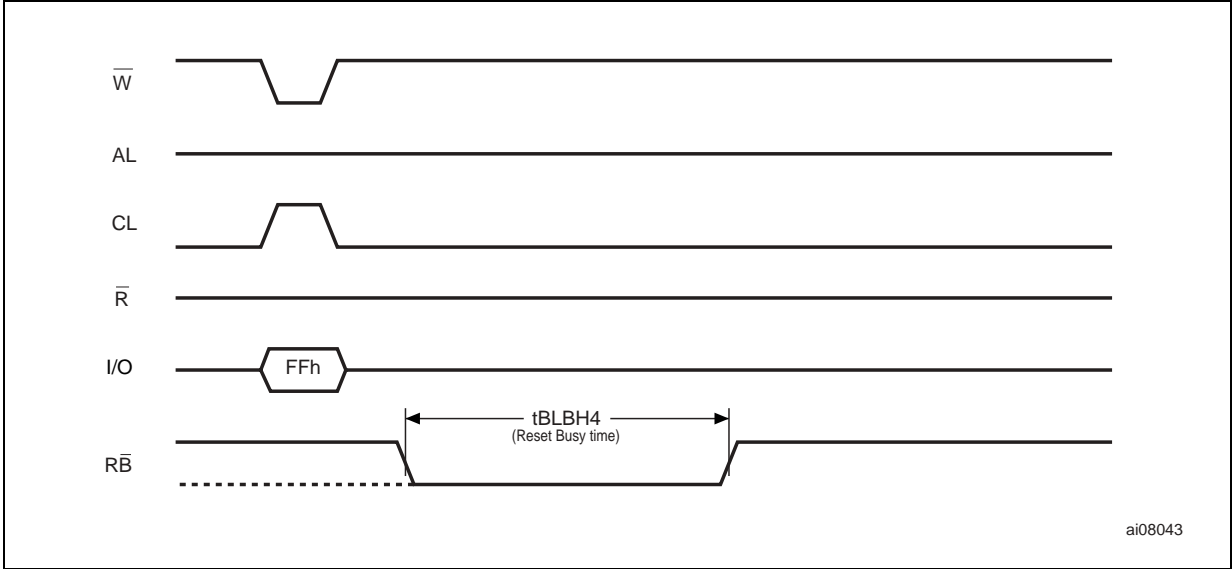 W̅
AL
CL
R̅
I/O
FFh
tBLBH4
(Reset Busy time)
RB̅
ai08043